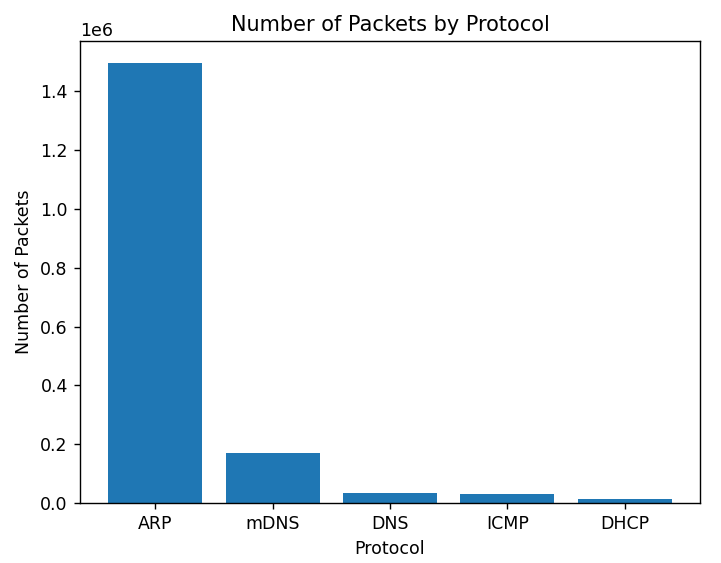 Number of Packets by Protocol
1e6
1.4
1.2
1.0
0.8
0.6
0.4
0.2
0.0
Number of Packets
ARP mDNS DNS ICMP DHCP
Protocol